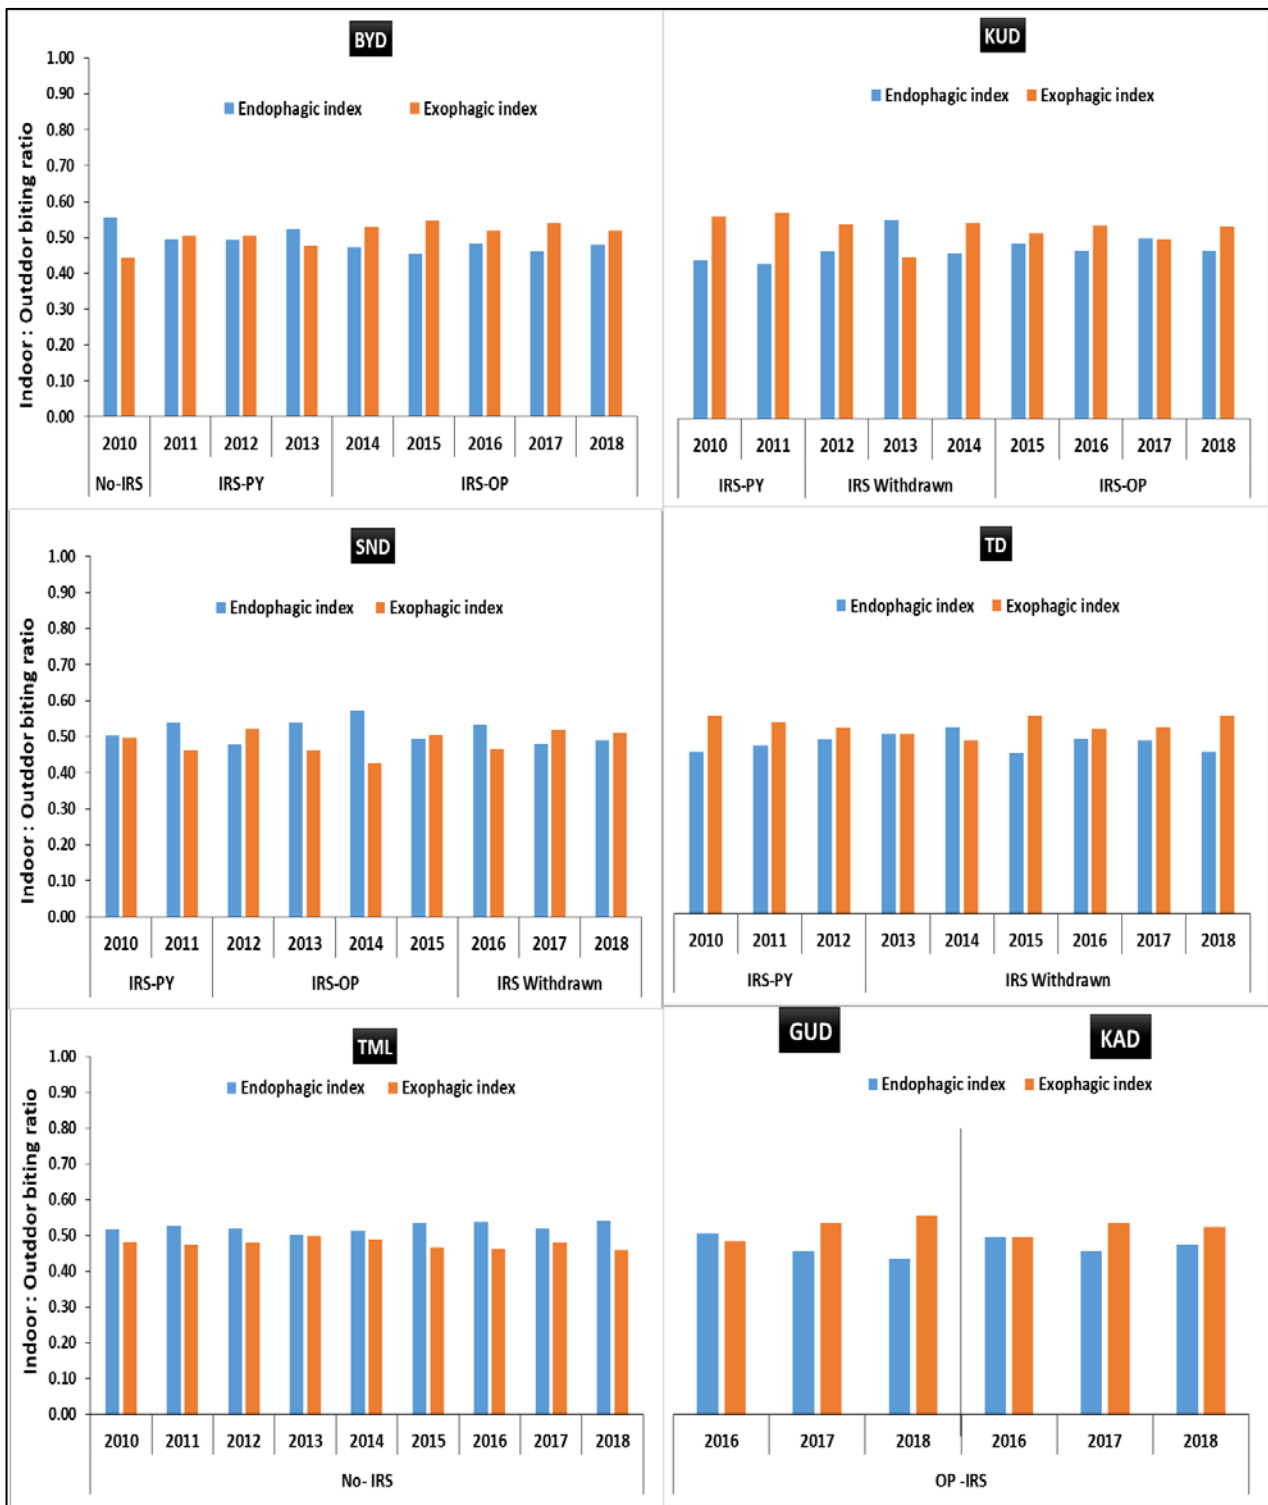 BYD
Indoor : Outddor biting ratio
1.00
0.90
0.80
0.70
0.60
0.50
0.40
0.30
0.20
0.10
0.00
Endophagic index Exophagic index
2010 2011 2012 2013 2014 2015 2016 2017 2018
No-IRS IRS-PY IRS-OP
KUD
Endophagic index Exophagic index
2010 2011 2012 2013 2014 2015 2016 2017 2018
IRS-PY IRS Withdrawn IRS-OP
SND
Indoor : Outddor biting ratio
1.00
0.90
0.80
0.70
0.60
0.50
0.40
0.30
0.20
0.10
0.00
Endophagic index Exophagic index
2010 2011 2012 2013 2014 2015 2016 2017 2018
IRS-PY IRS-OP IRS Withdrawn
TD
Endophagic index Exophagic index
2010 2011 2012 2013 2014 2015 2016 2017 2018
IRS-PY IRS Withdrawn
TML
Indoor : Outddor biting ratio
1.00
0.90
0.80
0.70
0.60
0.50
0.40
0.30
0.20
0.10
0.00
Endophagic index Exophagic index
2010 2011 2012 2013 2014 2015 2016 2017 2018
No- IRS
GUD KAD
Endophagic index Exophagic index
2016 2017 2018 2016 2017 2018
OP -IRS